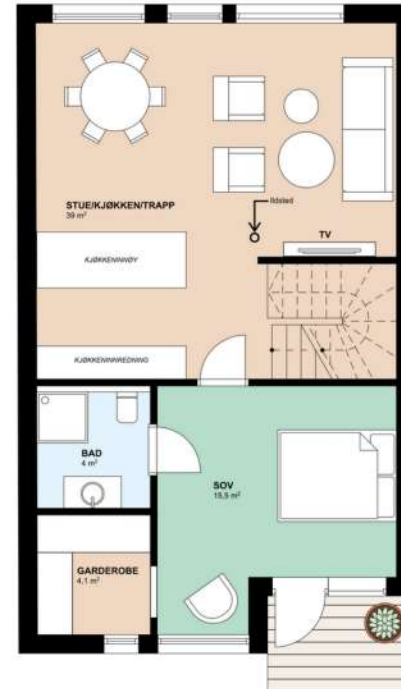 STUE/KJØKKEN/TRAPP
39 m²
Ildsted
TV
KJØKKENINNØY
KJØKKENINNREDNING
BAD
4 m²
SOV
15,5 m²
GARDEROBE
4,1 m²